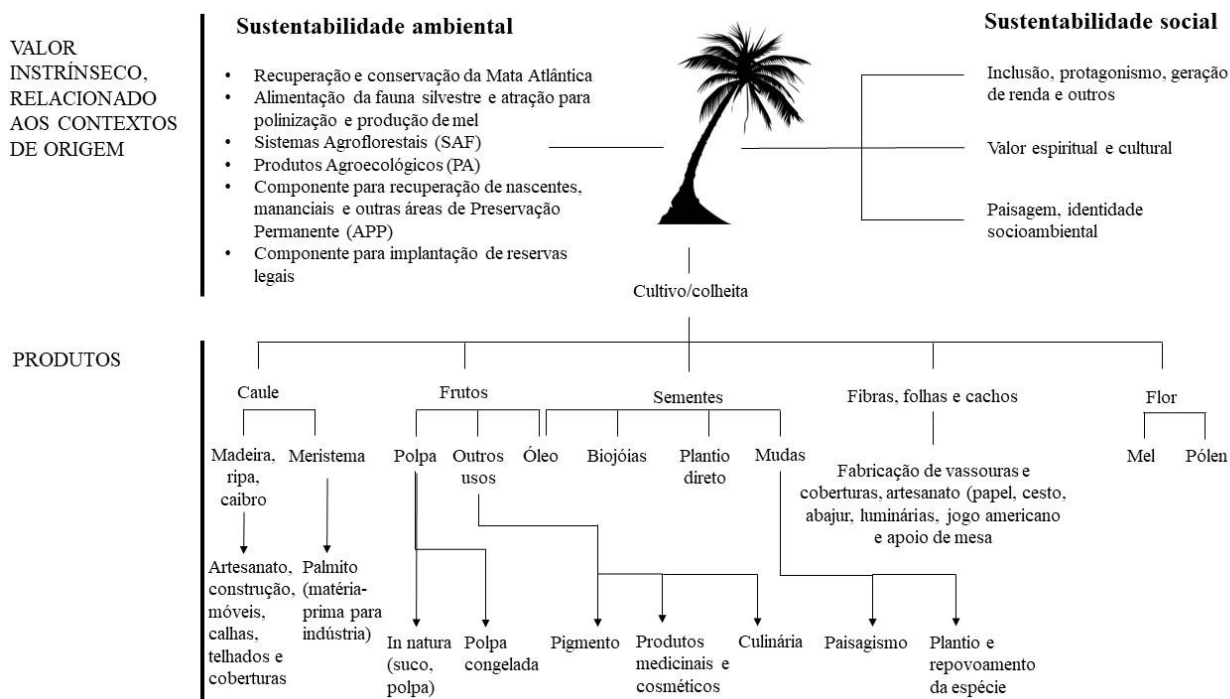 VALOR
INSTRÍNSECO,
RELACIONADO
AOS CONTEXTOS
DE ORIGEM
Sustentabilidade ambiental
• Recuperação e conservação da Mata Atlântica
• Alimentação da fauna silvestre e atração para
polinização e produção de mel
• Sistemas Agroflorestais (SAF)
• Produtos Agroecológicos (PA)
• Componente para recuperação de nascentes,
mananciais e outras áreas de Preservação
Permanente (APP)
• Componente para implantação de reservas
legais
Sustentabilidade social
Inclusão, protagonismo, geração
de renda e outros
Valor espiritual e cultural
Paisagem, identidade
socioambiental
Cultivo/colheita
PRODUTOS
Caule
Frutos
Sementes
Fibras, folhas e cachos
Flor
Madeira,
ripa,
caibro
Meristema
Polpa
Outros
usos
Óleo
Biojóias
Plantio
direto
Mudas
Fabricação de vassouras e
coberturas, artesanato (papel, cesto,
abajur, luminárias, jogo americano
e apoio de mesa
Mel
Pólen
Artesanato,
construção,
móveis,
calhas,
telhados e
coberturas
Palmito
(matéria-
prima para
indústria)
In natura
(suco,
polpa)
Polpa
congelada
Pigmento
Produtos
medicinais e
cosméticos
Culinária
Paisagismo
Plantio e
repovoamento
da espécie